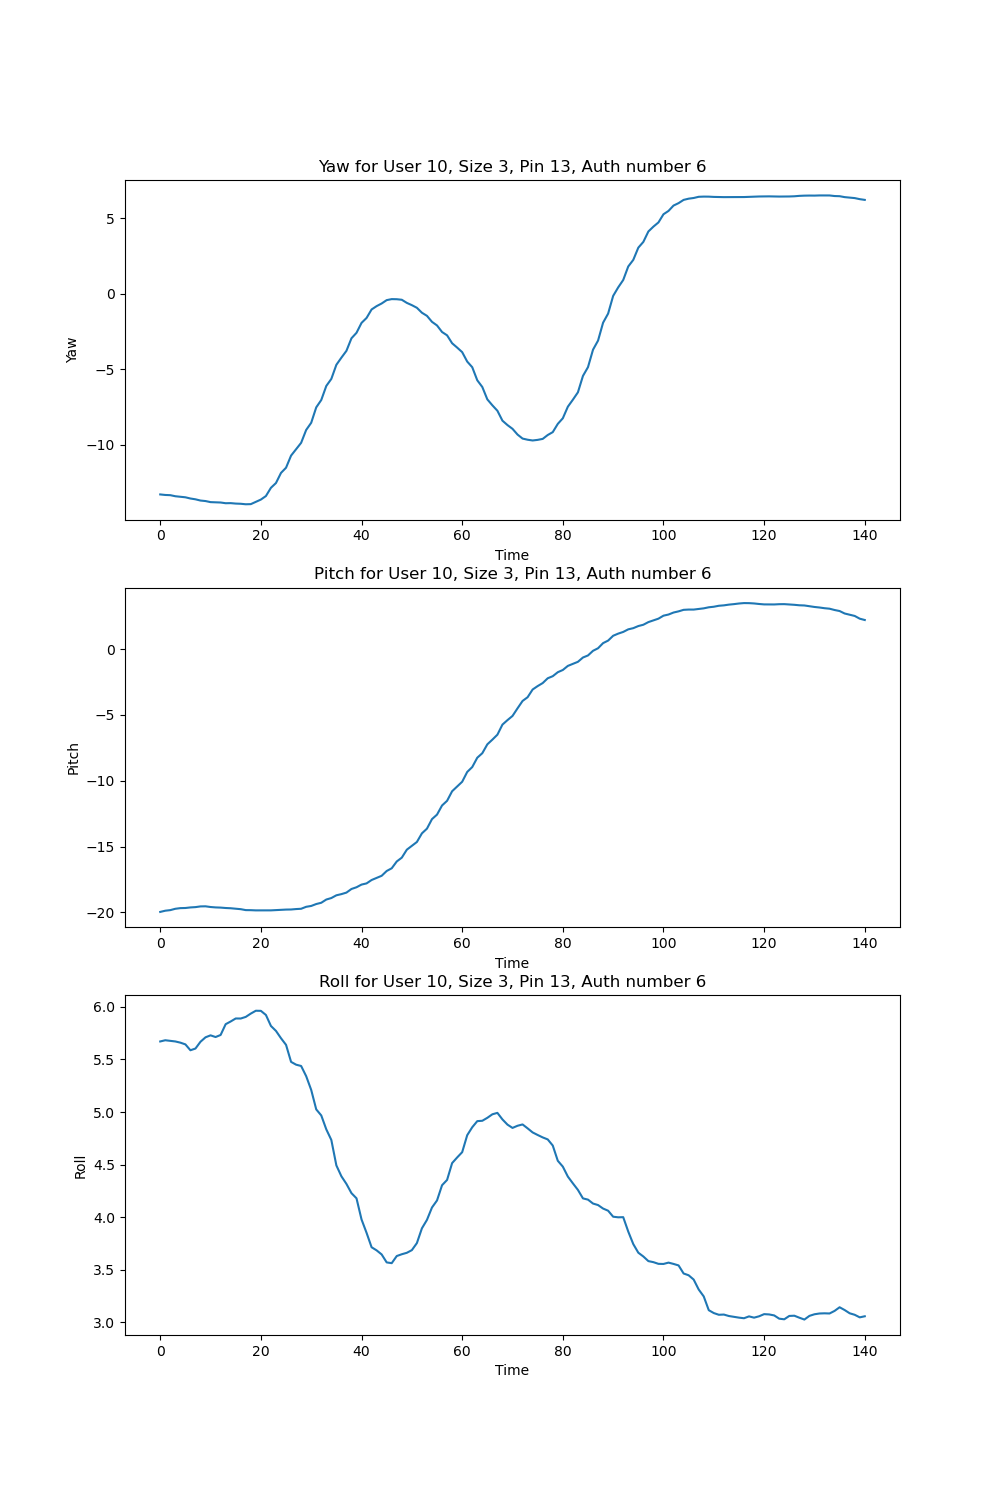 Yaw for User 10, Size 3, Pin 13, Auth number 6
5
0
−5
−10
Yaw
0 20 40 60 80 100 120 140
Time
Pitch for User 10, Size 3, Pin 13, Auth number 6
0
−5
−10
−15
−20
Pitch
0 20 40 60 80 100 120 140
Time
Roll for User 10, Size 3, Pin 13, Auth number 6
6.0
5.5
5.0
4.5
4.0
3.5
3.0
Roll
0 20 40 60 80 100 120 140
Time